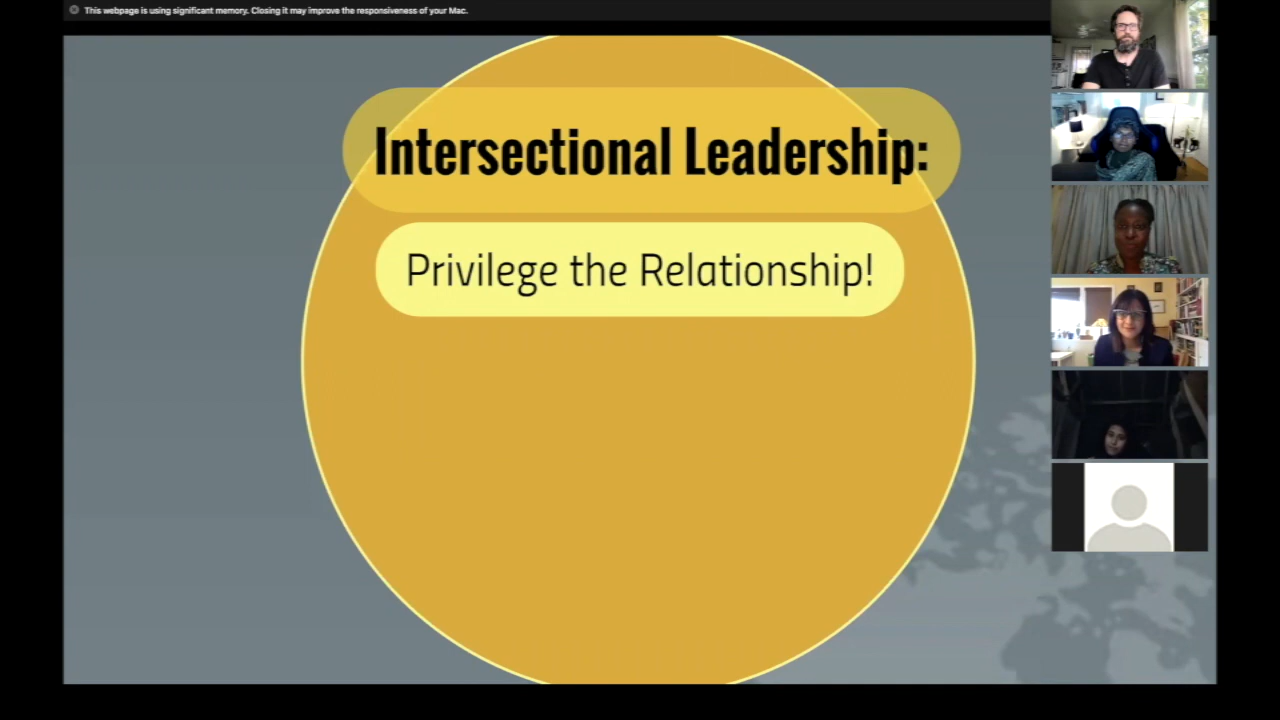 This webpage is using significant memory. Closing it may improve the responsiveness of your Mac.
Intersectional Leadership:
Privilege the Relationship!